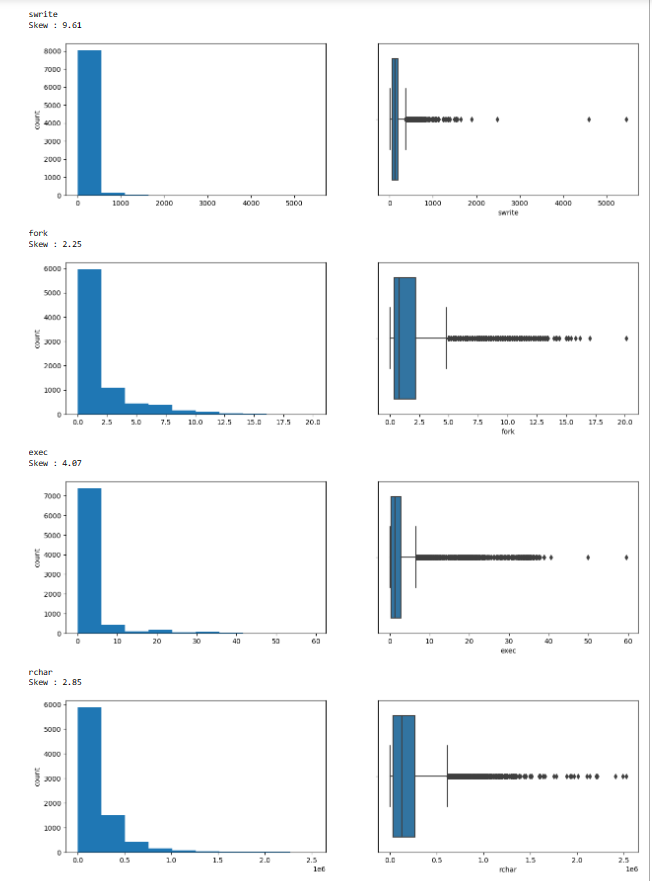 swrite
Skew : 9.61
8000
7000
6000
5000
4000
3000
2000
1000
0
count
0 1000 2000 3000 4000 5000
0 1000 2000 3000 4000 5000
swrite
fork
Skew : 2.25
6000
5000
4000
3000
2000
1000
0
count
0.0 2.5 5.0 7.5 10.0 12.5 15.0 17.5 20.0
0.0 2.5 5.0 7.5 10.0 12.5 15.0 17.5 20.0
fork
exec
Skew : 4.07
7000
6000
5000
4000
3000
2000
1000
0
count
0 10 20 30 40 50 60
0 10 20 30 40 50 60
exec
rchar
Skew : 2.85
6000
5000
4000
3000
2000
1000
0
count
0.0 0.5 1.0 1.5 2.0 2.5
1e6
0.0 0.5 1.0 1.5 2.0 2.5
1e6
rchar